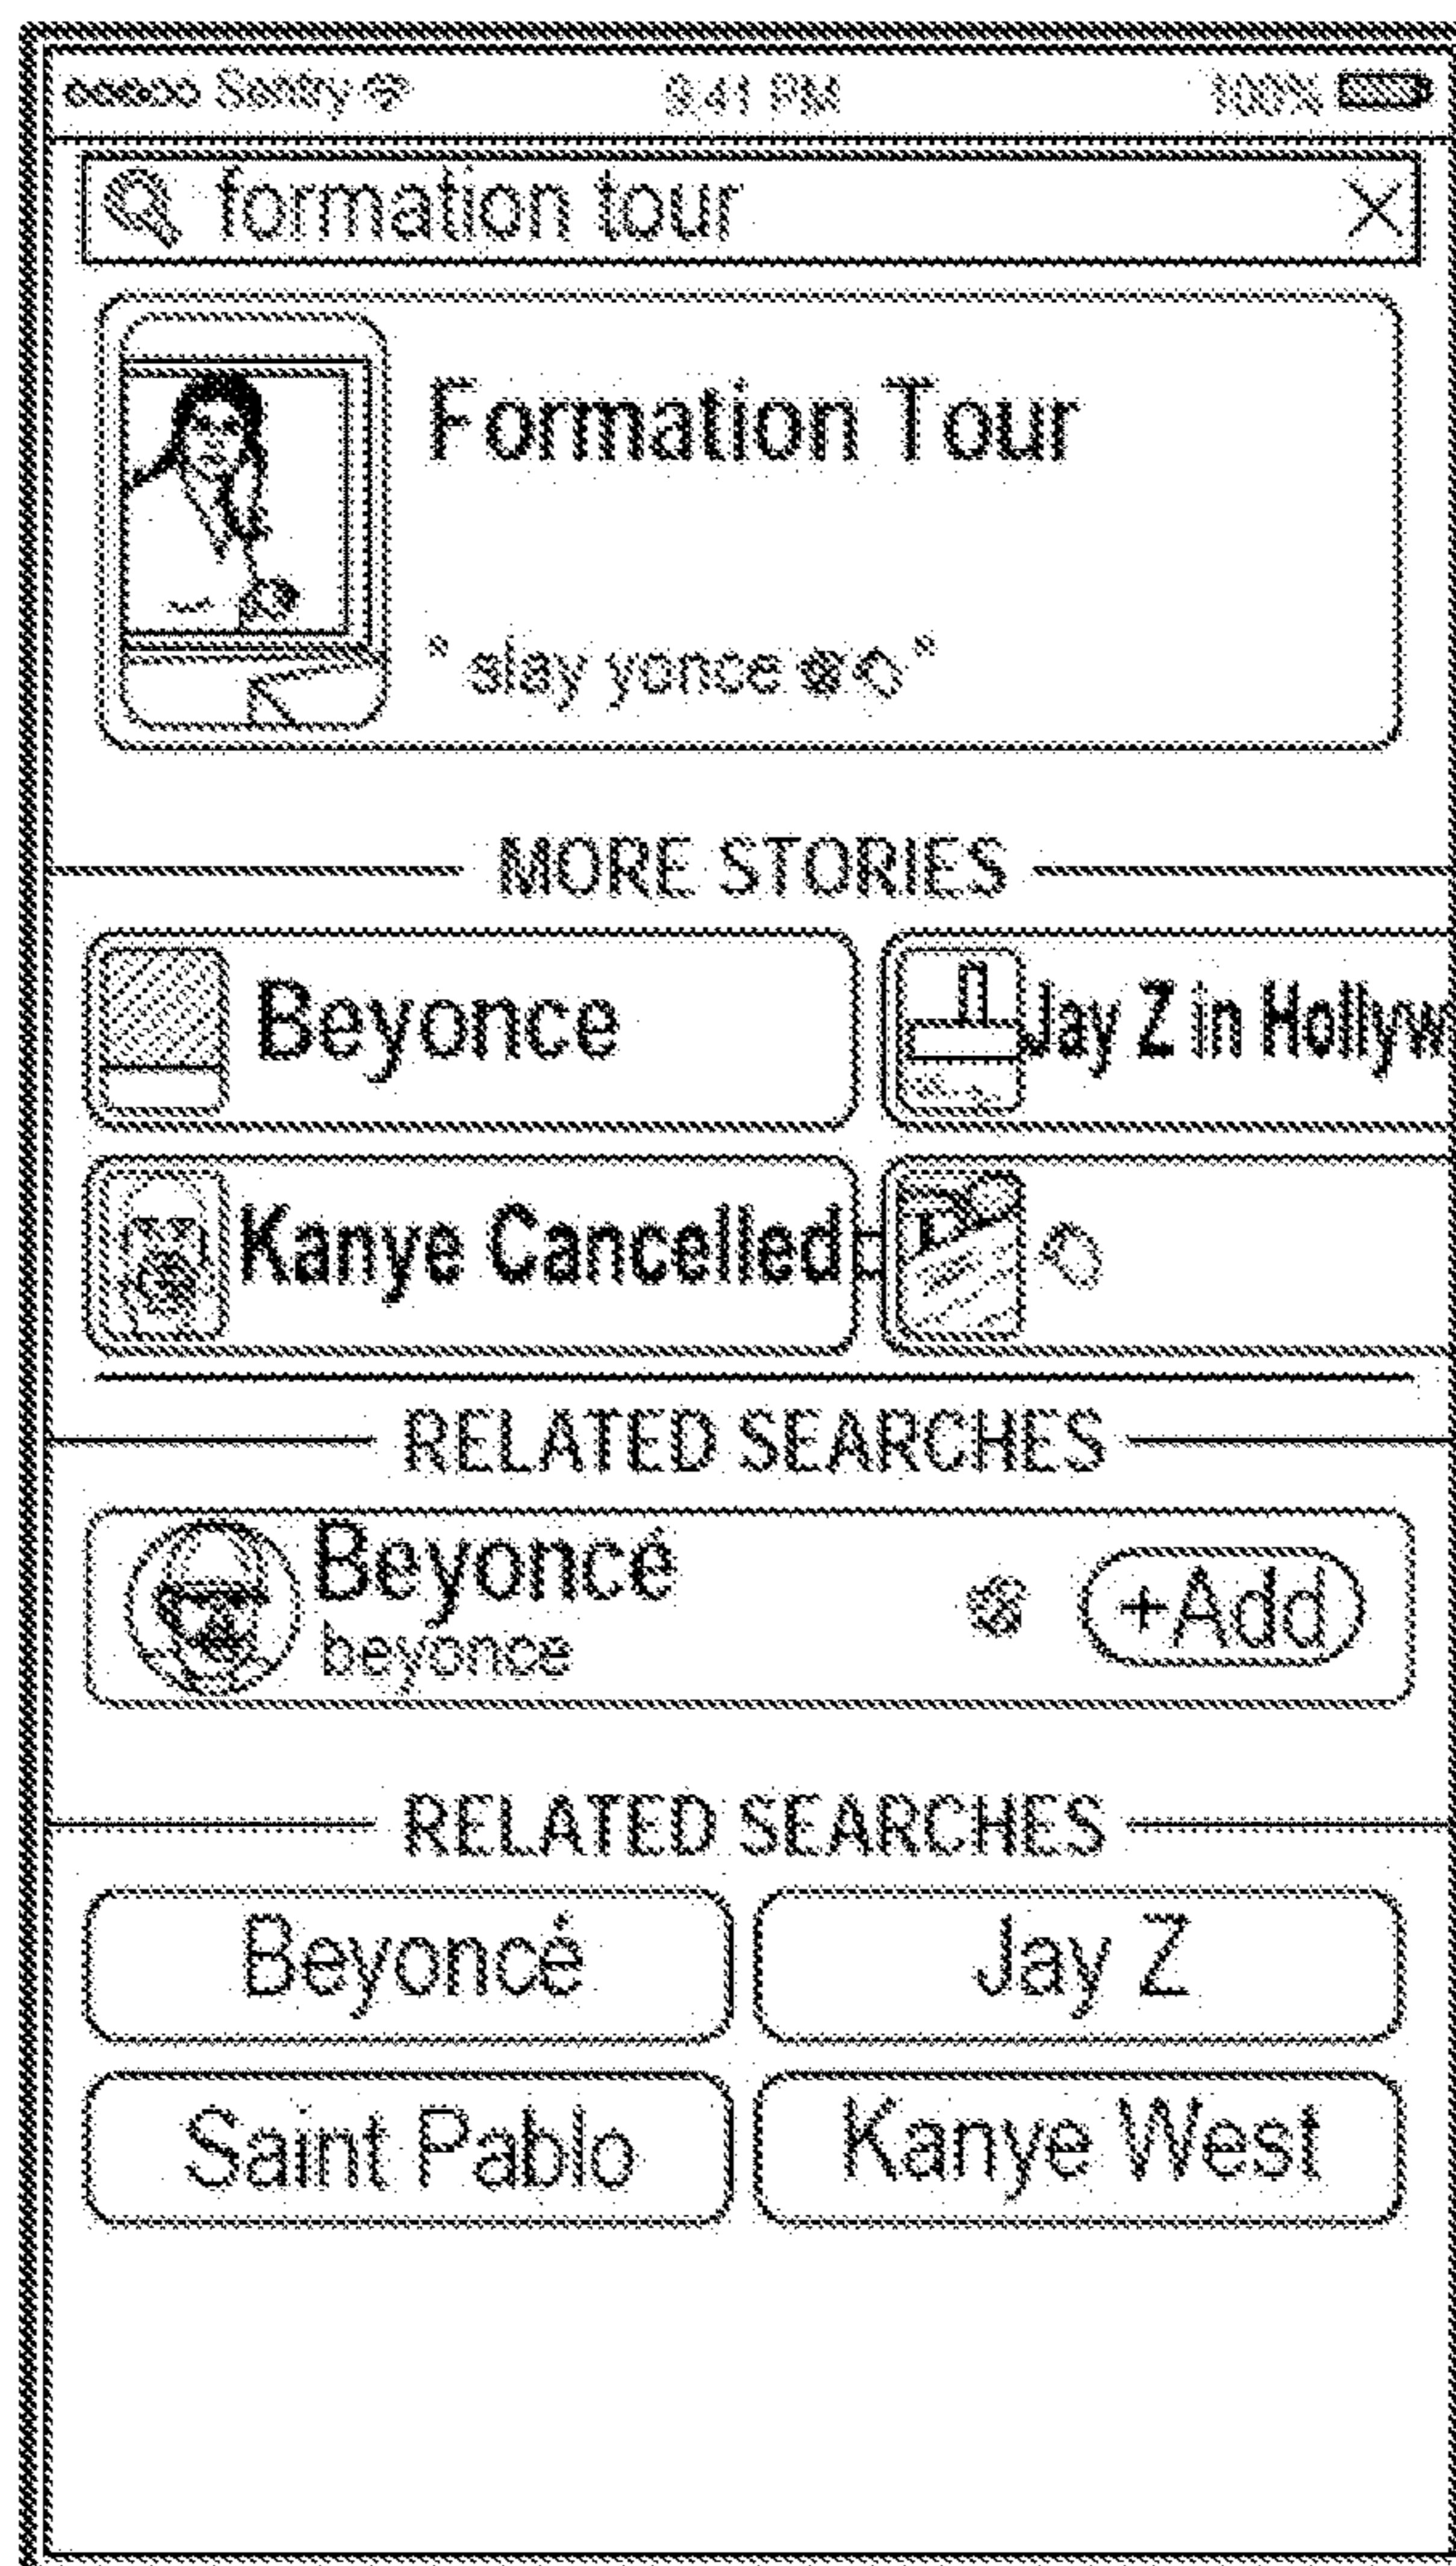 Sentry 9:41 PM 100%
formation tour
Formation Tour
" slay yonce "
MORE STORIES
Beyonce
Jay Z in Hollyw
Kanye Cancelled
RELATED SEARCHES
Beyoncé
beyonce
+Add
RELATED SEARCHES
Beyoncé
Jay Z
Saint Pablo
Kanye West